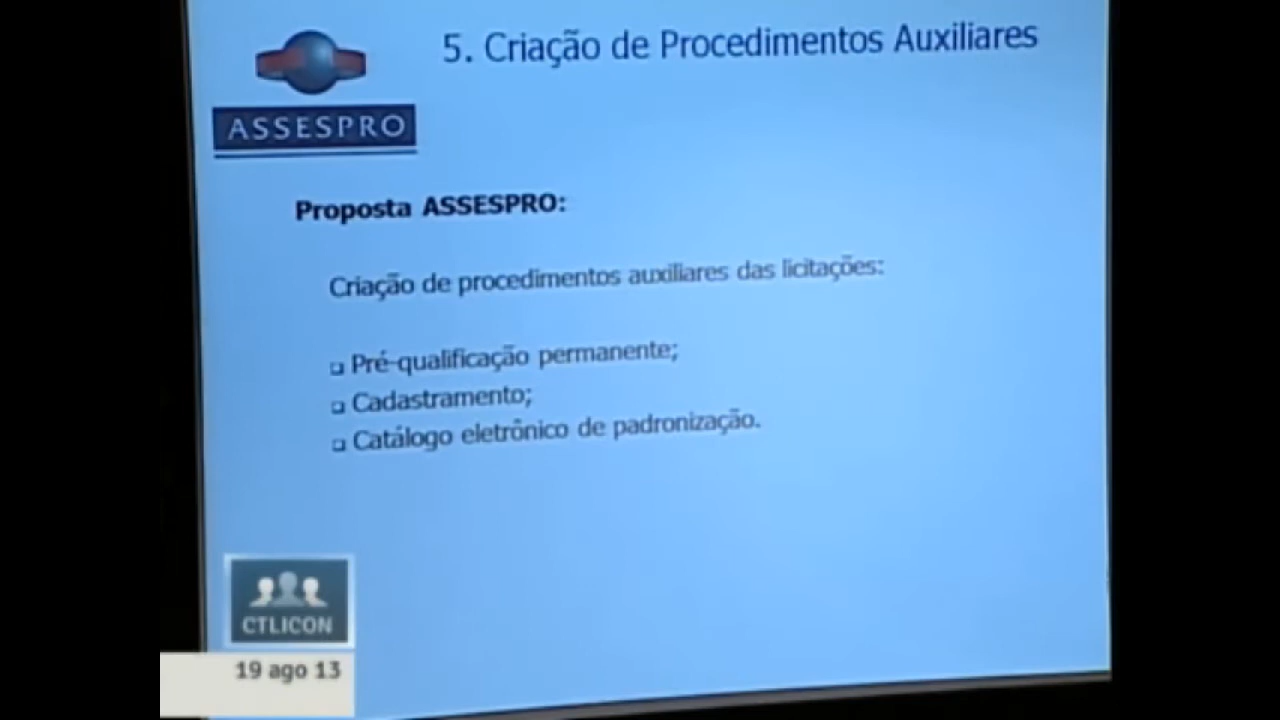 5. Criação de Procedimentos Auxiliares
ASSESPRO
Proposta ASSESPRO:
Criação de procedimentos auxiliares das licitações:
❑ Pré-qualificação permanente;
❑ Cadastramento;
❑ Catálogo eletrônico de padronização.
CTLICON
19 ago 13